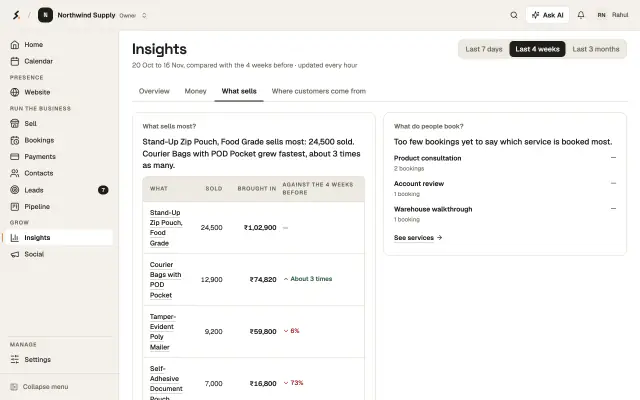 / N Northwind Supply Owner
Ask AI RN Rahul
Home
Calendar
PRESENCE
Website
RUN THE BUSINESS
Sell
Bookings
Payments
Contacts
Leads 7
Pipeline
GROW
Insights
Social
MANAGE
Settings
Collapse menu
Insights
20 Oct to 16 Nov, compared with the 4 weeks before · updated every hour
Last 7 days Last 4 weeks Last 3 months
Overview Money What sells Where customers come from
What sells most?
Stand-Up Zip Pouch, Food Grade sells most: 24,500 sold.
Courier Bags with POD Pocket grew fastest, about 3 times
as many.
WHAT SOLD BROUGHT IN AGAINST THE 4 WEEKS
BEFORE
Stand-Up
Zip Pouch,
Food
Grade
24,500 ₹1,02,900 —
Courier
Bags with
POD
Pocket
12,900 ₹74,820 About 3 times
Tamper-
Evident
Poly
Mailer
9,200 ₹59,800 6%
Self-
Adhesive
Document
Pouch
7,000 ₹16,800 73%
What do people book?
Too few bookings yet to say which service is booked most.
Product consultation —
2 bookings
Account review —
1 booking
Warehouse walkthrough —
1 booking
See services →